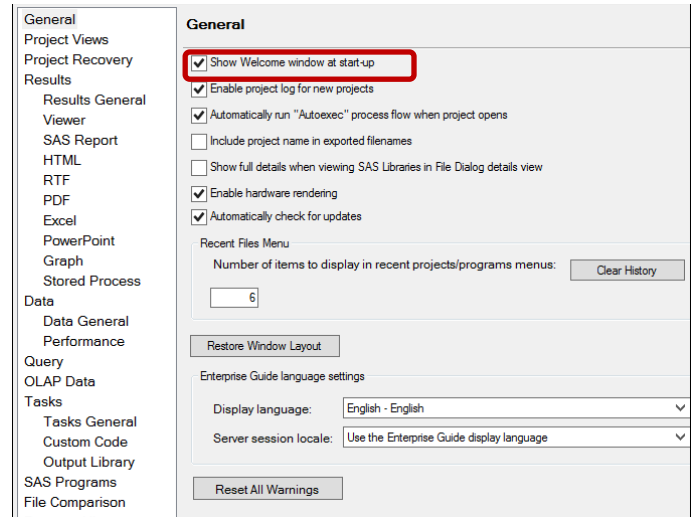 General
Project Views
Project Recovery
Results
Results General
Viewer
SAS Report
HTML
RTF
PDF
Excel
PowerPoint
Graph
Stored Process
Data
Data General
Performance
Query
OLAP Data
Tasks
Tasks General
Custom Code
Output Library
SAS Programs
File Comparison
General
Show Welcome window at start-up
Enable project log for new projects
Automatically run "Autoexec" process flow when project opens
Include project name in exported filenames
Show full details when viewing SAS Libraries in File Dialog details view
Enable hardware rendering
Automatically check for updates
Recent Files Menu
Number of items to display in recent projects/programs menus:
Clear History
6
Restore Window Layout
Enterprise Guide language settings
Display language: English - English
Server session locale: Use the Enterprise Guide display language
Reset All Warnings